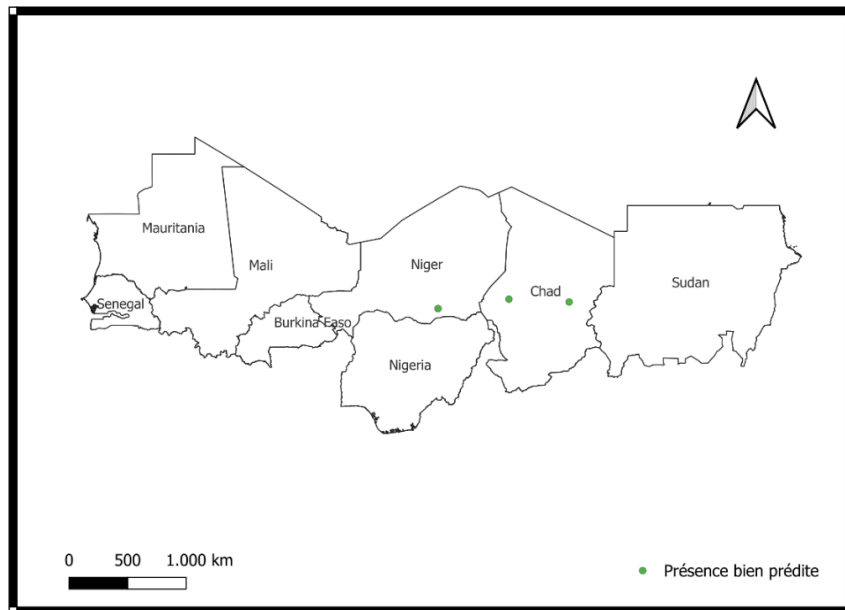 Mauritania
Mali
Niger
Chad
Sudan
Senegal
Burkina Faso
Nigeria
0 500 1.000 km
Présence bien prédite